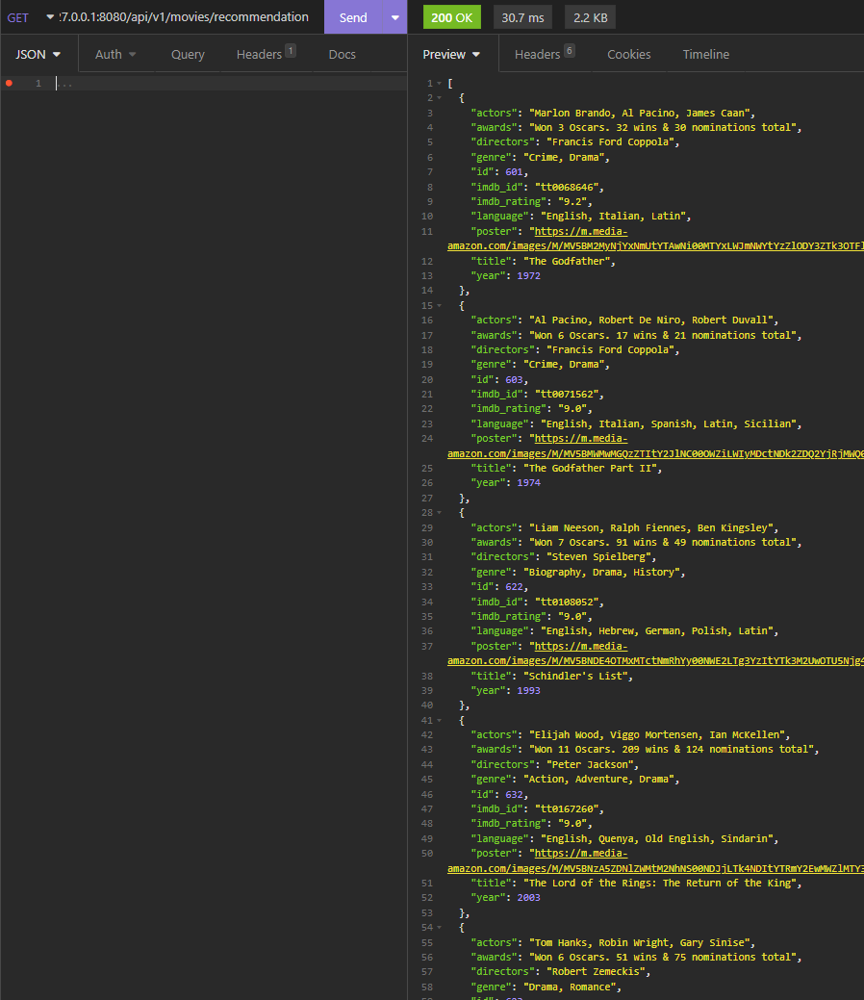 GET :7.0.0.1:8080/api/v1/movies/recommendation Send 200 OK 30.7 ms 2.2 KB
JSON Auth Query Headers 1 Docs Preview Headers 6 Cookies Timeline
1 ...
1 [
2 {
3 "actors": "Marlon Brando, Al Pacino, James Caan",
4 "awards": "Won 3 Oscars. 32 wins & 30 nominations total",
5 "directors": "Francis Ford Coppola",
6 "genre": "Crime, Drama",
7 "id": 601,
8 "imdb_id": "tt0068646",
9 "imdb_rating": "9.2",
10 "language": "English, Italian, Latin",
11 "poster": "https://m.media-
amazon.com/images/M/MV5BM2MyNjYxNmUtYTAwNi00MTYxLWJmNWYtYzZlODY3ZTk3OTFl
12 "title": "The Godfather",
13 "year": 1972
14 },
15 {
16 "actors": "Al Pacino, Robert De Niro, Robert Duvall",
17 "awards": "Won 6 Oscars. 17 wins & 21 nominations total",
18 "directors": "Francis Ford Coppola",
19 "genre": "Crime, Drama",
20 "id": 603,
21 "imdb_id": "tt0071562",
22 "imdb_rating": "9.0",
23 "language": "English, Italian, Spanish, Latin, Sicilian",
24 "poster": "https://m.media-
amazon.com/images/M/MV5BMWMwMGQzZTItY2JlNC00OWZiLWIyMDctNDk2ZDQ2YjRjMWQ0
25 "title": "The Godfather Part II",
26 "year": 1974
27 },
28 {
29 "actors": "Liam Neeson, Ralph Fiennes, Ben Kingsley",
30 "awards": "Won 7 Oscars. 91 wins & 49 nominations total",
31 "directors": "Steven Spielberg",
32 "genre": "Biography, Drama, History",
33 "id": 622,
34 "imdb_id": "tt0108052",
35 "imdb_rating": "9.0",
36 "language": "English, Hebrew, German, Polish, Latin",
37 "poster": "https://m.media-
amazon.com/images/M/MV5BNDE4OTMxMTctNmRhYy00NWE2LTg3YzItYTk3M2UwOTU5Njg4
38 "title": "Schindler's List",
39 "year": 1993
40 },
41 {
42 "actors": "Elijah Wood, Viggo Mortensen, Ian McKellen",
43 "awards": "Won 11 Oscars. 209 wins & 124 nominations total",
44 "directors": "Peter Jackson",
45 "genre": "Action, Adventure, Drama",
46 "id": 632,
47 "imdb_id": "tt0167260",
48 "imdb_rating": "9.0",
49 "language": "English, Quenya, Old English, Sindarin",
50 "poster": "https://m.media-
amazon.com/images/M/MV5BNzA5ZDNlZWMtM2NhNS00NDJjLTk4NDItYTRmY2EwMWZlMTY3
51 "title": "The Lord of the Rings: The Return of the King",
52 "year": 2003
53 },
54 {
55 "actors": "Tom Hanks, Robin Wright, Gary Sinise",
56 "awards": "Won 6 Oscars. 51 wins & 75 nominations total",
57 "directors": "Robert Zemeckis",
58 "genre": "Drama, Romance",